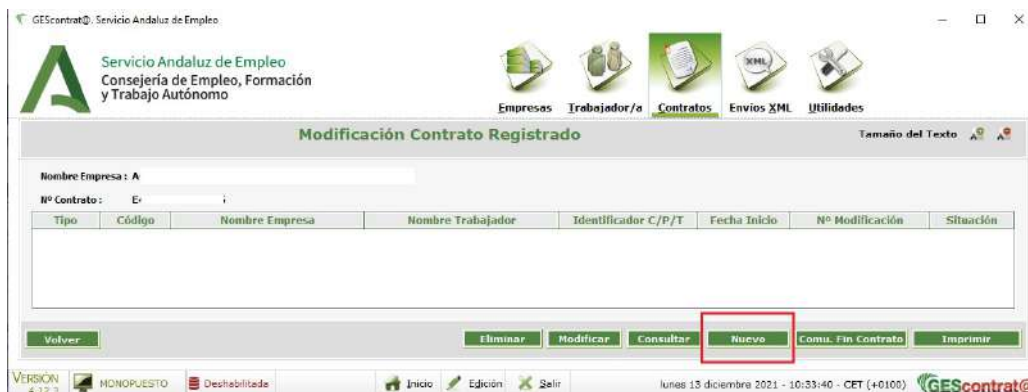 GEScontrat@. Servicio Andaluz de Empleo
Servicio Andaluz de Empleo
Consejería de Empleo, Formación
y Trabajo Autónomo
Empresas Trabajador/a Contratos Envíos XML Utilidades
Modificación Contrato Registrado Tamaño del Texto
Nombre Empresa : A
Nº Contrato : E
Tipo Código Nombre Empresa Nombre Trabajador Identificador C/P/T Fecha Inicio Nº Modificación Situación
Volver Eliminar Modificar Consultar Nuevo Comu. Fin Contrato Imprimir
VERSIÓN MONOPUESTO Deshabilitada Inicio Edición Salir lunes 13 diciembre 2021 - 10:33:40 - CET (+0100) GEScontrat@
4.12.3